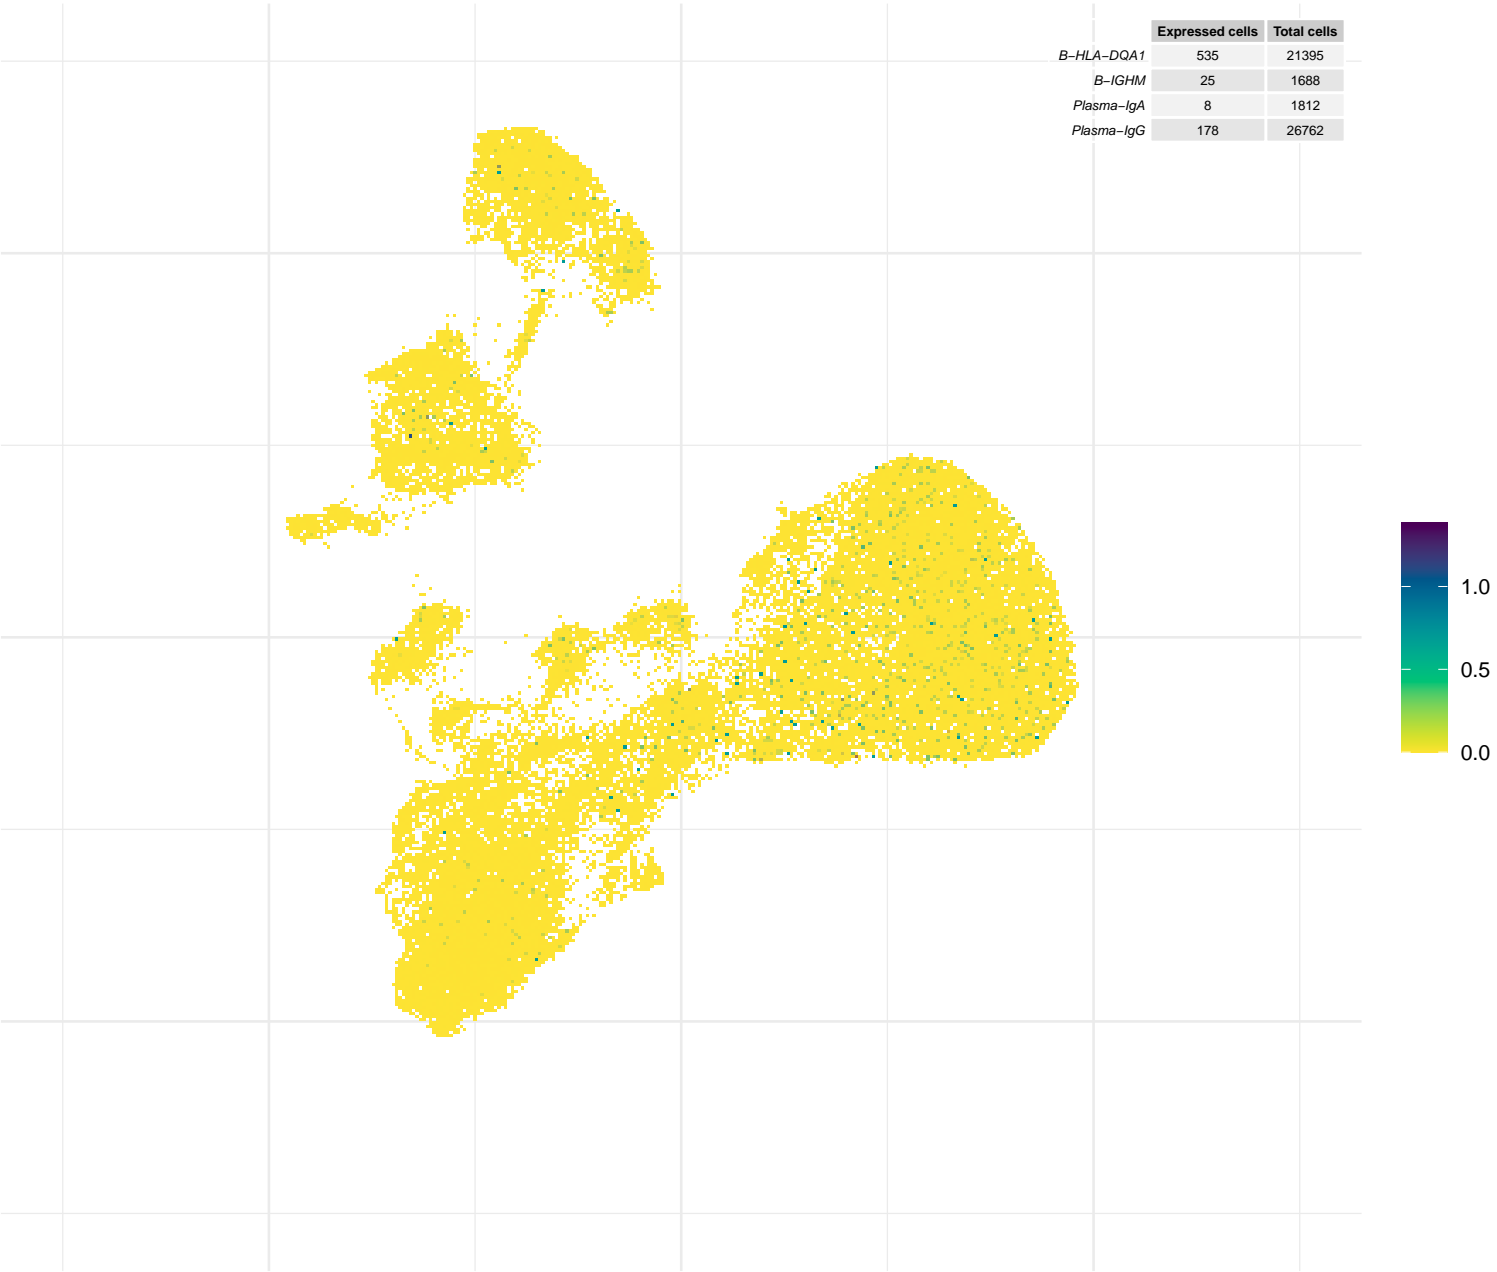 Expressed cells Total cells
B−HLA−DQA1 535 21395
B−IGHM 25 1688
Plasma−IgA 8 1812
Plasma−IgG 178 26762
1.0
0.5
0.0